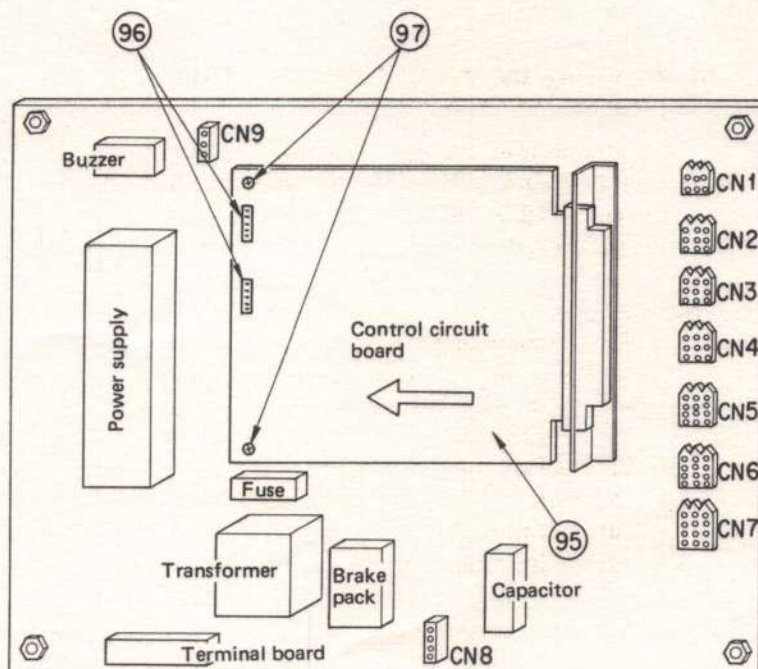 96
97
CN9
Buzzer
CN1
CN2
CN3
CN4
CN5
CN6
CN7
Power supply
Control circuit
board
Fuse
95
Transformer
Brake
pack
Capacitor
Terminal board
CN8